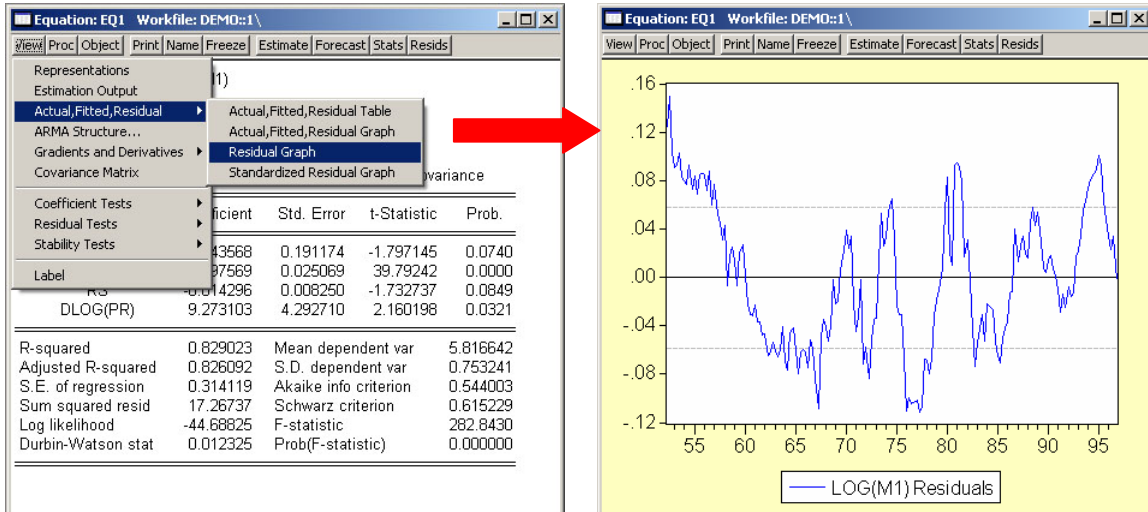 Equation: EQ1 Workfile: DEMO::1\
View Proc Object Print Name Freeze Estimate Forecast Stats Resids
Representations
Estimation Output
Actual,Fitted,Residual
ARMA Structure...
Gradients and Derivatives
Covariance Matrix
Coefficient Tests
Residual Tests
Stability Tests
Label
Actual,Fitted,Residual Table
Actual,Fitted,Residual Graph
Residual Graph
Standardized Residual Graph
Std. Error t-Statistic Prob.
0.191174 -1.797145 0.0740
0.025069 39.79242 0.0000
0.008250 -1.732737 0.0849
DLOG(PR) 9.273103 4.292710 2.160198 0.0321
R-squared 0.829023 Mean dependent var 5.816642
Adjusted R-squared 0.826092 S.D. dependent var 0.753241
S.E. of regression 0.314119 Akaike info criterion 0.544003
Sum squared resid 17.26737 Schwarz criterion 0.615229
Log likelihood -44.68825 F-statistic 282.8430
Durbin-Watson stat 0.012325 Prob(F-statistic) 0.000000
Equation: EQ1 Workfile: DEMO::1\
View Proc Object Print Name Freeze Estimate Forecast Stats Resids
.16
.12
.08
.04
.00
-.04
-.08
-.12
55 60 65 70 75 80 85 90 95
LOG(M1) Residuals